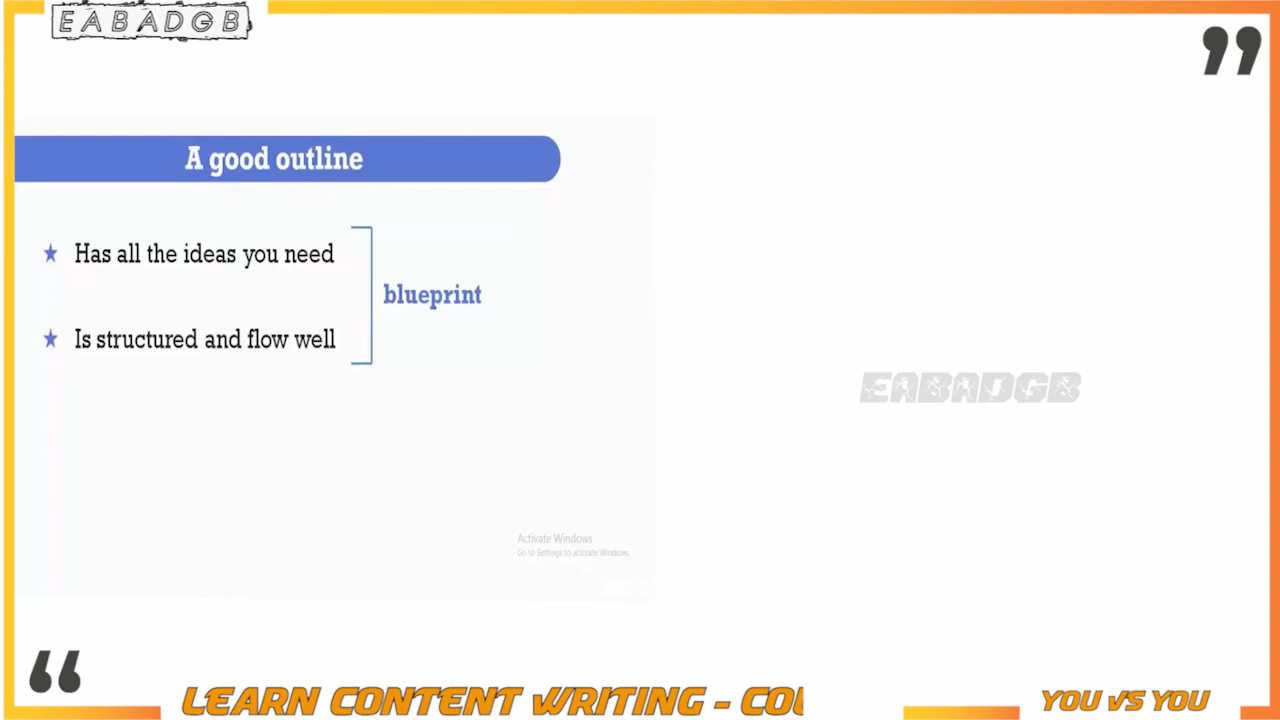 EABADGB
A good outline
★ Has all the ideas you need
blueprint
★ Is structured and flow well
EABADGB
Activate Windows
Go to Settings to activate Windows.
LEARN CONTENT WRITING - COU
YOU VS YOU